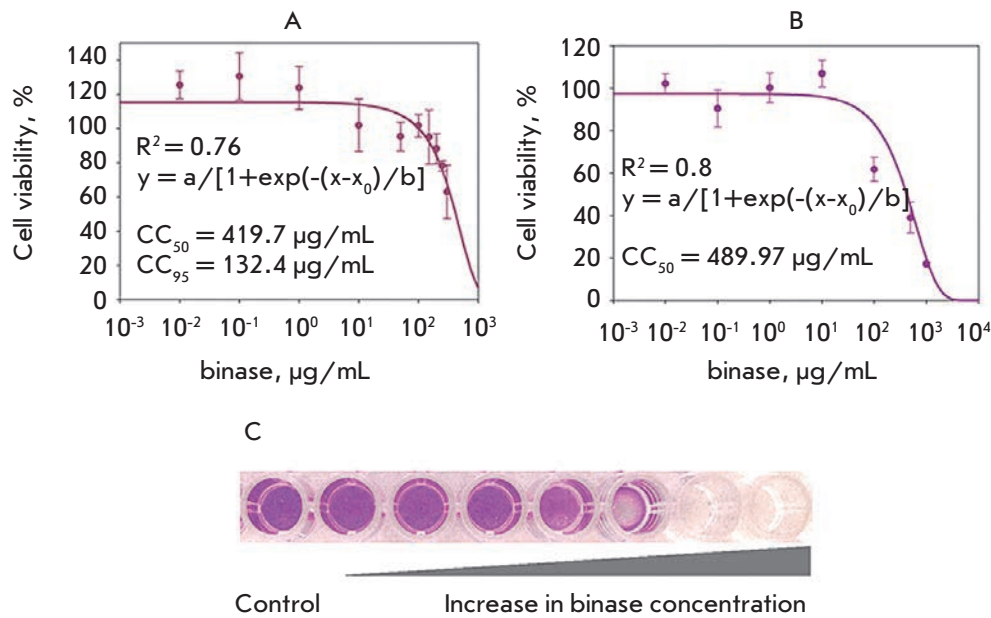 A
Cell viability, %
140
120
100
80
60
40
20
0
R² = 0.76
y = a/[1+exp(-(x-x₀)/b]
CC₅₀ = 419.7 µg/mL
CC₉₅ = 132.4 µg/mL
10⁻³ 10⁻² 10⁻¹ 10⁰ 10¹ 10² 10³
binase, µg/mL
B
Cell viability, %
120
100
80
60
40
20
0
R² = 0.8
y = a/[1+exp(-(x-x₀)/b]
CC₅₀ = 489.97 µg/mL
10⁻³ 10⁻² 10⁻¹ 10⁰ 10¹ 10² 10³ 10⁴
binase, µg/mL
C
Control
Increase in binase concentration